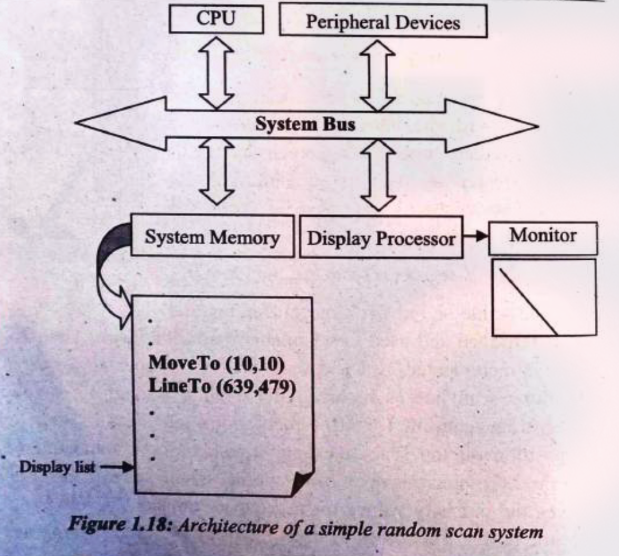 CPU
Peripheral Devices
System Bus
System Memory
Display Processor
Monitor
MoveTo (10,10)
LineTo (639,479)
Display list
Figure 1.18: Architecture of a simple random scan system